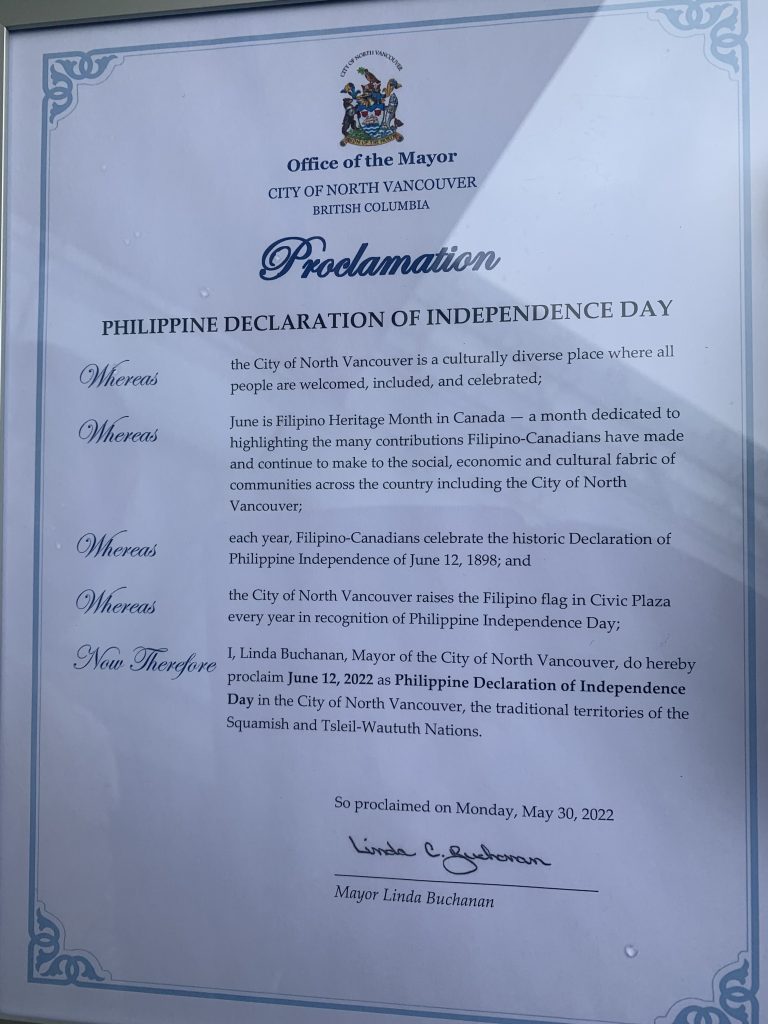 CITY OF NORTH VANCOUVER
Office of the Mayor
CITY OF NORTH VANCOUVER
BRITISH COLUMBIA
Proclamation
PHILIPPINE DECLARATION OF INDEPENDENCE DAY
Whereas the City of North Vancouver is a culturally diverse place where all
people are welcomed, included, and celebrated;
Whereas June is Filipino Heritage Month in Canada — a month dedicated to
highlighting the many contributions Filipino-Canadians have made
and continue to make to the social, economic and cultural fabric of
communities across the country including the City of North
Vancouver;
Whereas each year, Filipino-Canadians celebrate the historic Declaration of
Philippine Independence of June 12, 1898; and
Whereas the City of North Vancouver raises the Filipino flag in Civic Plaza
every year in recognition of Philippine Independence Day;
Now Therefore I, Linda Buchanan, Mayor of the City of North Vancouver, do hereby
proclaim June 12, 2022 as Philippine Declaration of Independence
Day in the City of North Vancouver, the traditional territories of the
Squamish and Tsleil-Waututh Nations.
So proclaimed on Monday, May 30, 2022
Linda C. Buchanan
Mayor Linda Buchanan